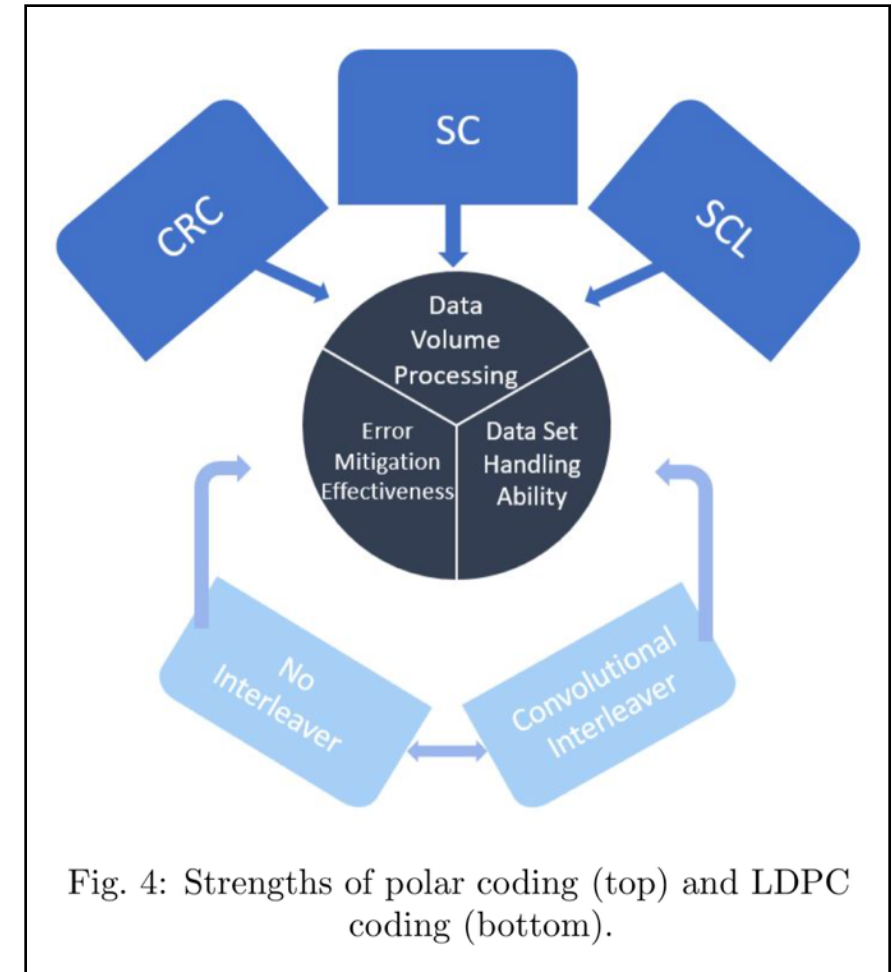 SC
CRC
SCL
Data
Volume
Processing
Error
Mitigation
Effectiveness
Data Set
Handling
Ability
No
Interleaver
Convolutional
Interleaver
Fig. 4: Strengths of polar coding (top) and LDPC
coding (bottom).